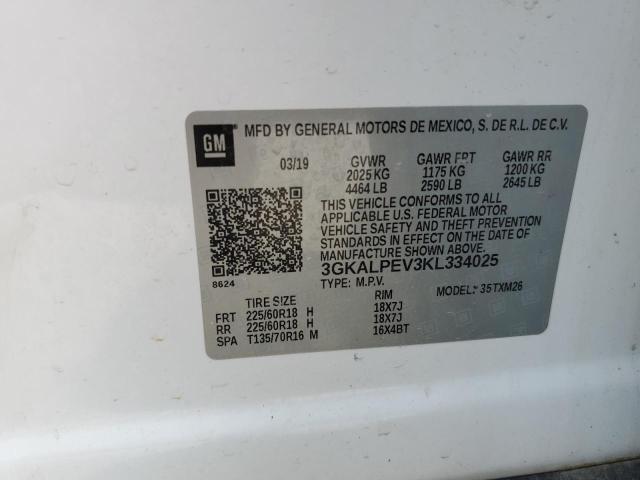 GM MFD BY GENERAL MOTORS DE MEXICO, S. DE R.L. DE C.V.
03/19 GVWR GAWR FRT GAWR RR
2025 KG 1175 KG 1200 KG
4464 LB 2590 LB 2645 LB
THIS VEHICLE CONFORMS TO ALL
APPLICABLE U.S. FEDERAL MOTOR
VEHICLE SAFETY AND THEFT PREVENTION
STANDARDS IN EFFECT ON THE DATE OF
MANUFACTURE SHOWN ABOVE.
3GKALPEV3KL334025
8624 TYPE: M.P.V. MODEL: 35TXM26
TIRE SIZE RIM
FRT 225/60R18 H 18X7J
RR 225/60R18 H 18X7J
SPA T135/70R16 M 16X4BT